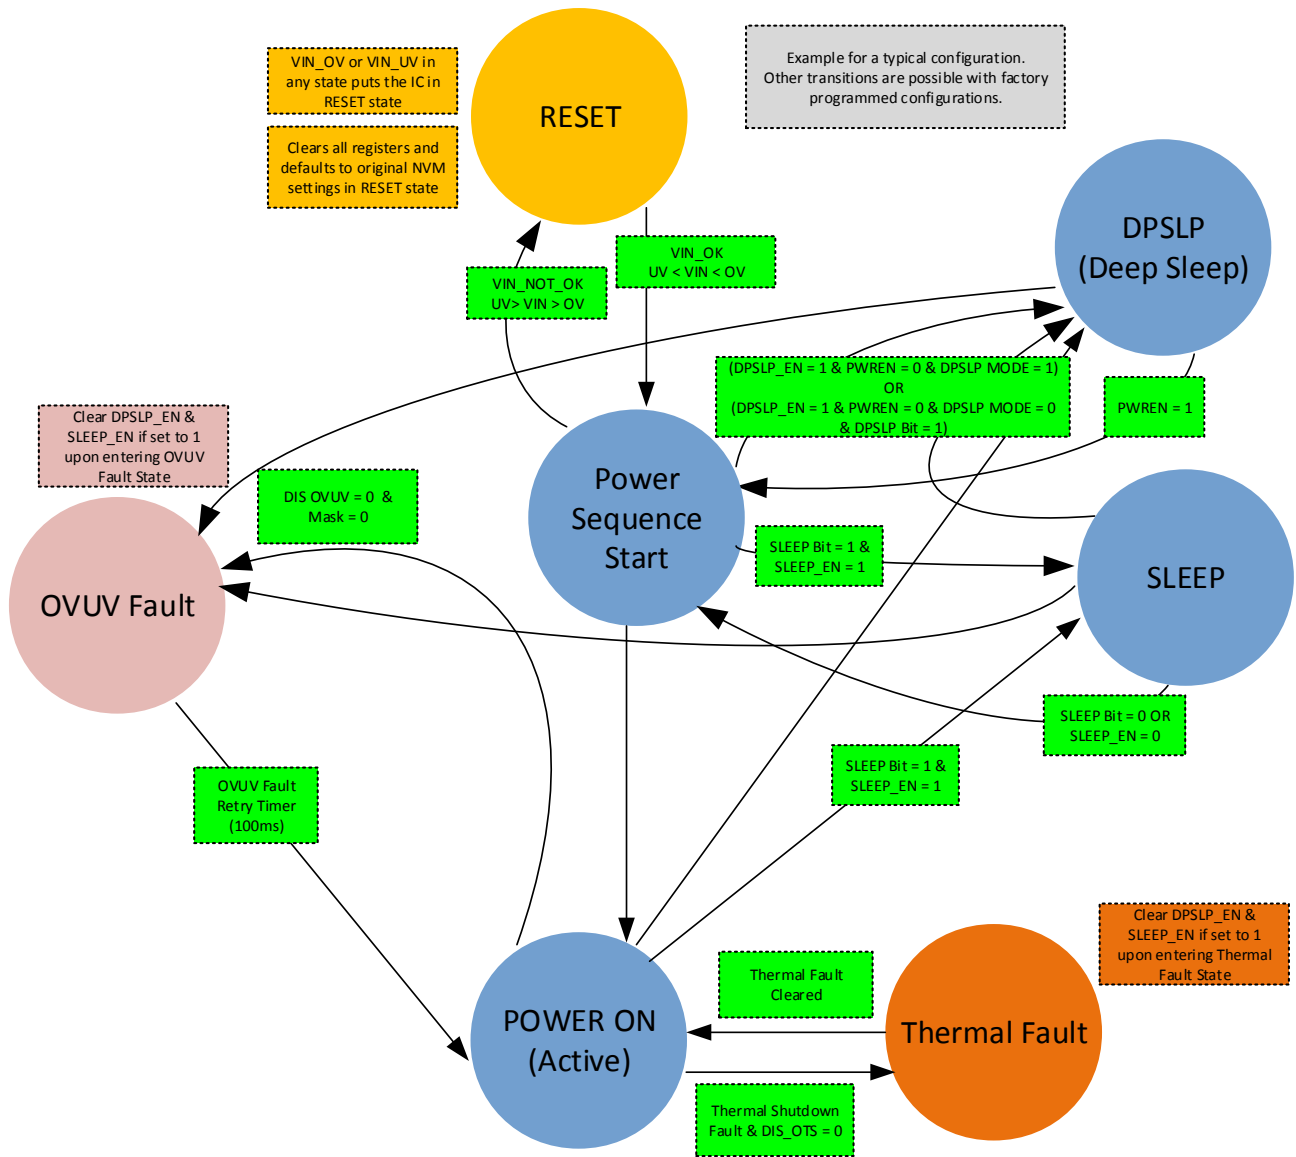 VIN_OV or VIN_UV in
any state puts the IC in
RESET state
Clears all registers and
defaults to original NVM
settings in RESET state
RESET
Example for a typical configuration.
Other transitions are possible with factory
programmed configurations.
DPSLP
(Deep Sleep)
VIN_NOT_OK
UV> VIN > OV
VIN_OK
UV < VIN < OV
(DPSLP_EN = 1 & PWREN = 0 & DPSLP MODE = 1)
OR
(DPSLP_EN = 1 & PWREN = 0 & DPSLP MODE = 0
& DPSLP Bit = 1)
PWREN = 1
Clear DPSLP_EN &
SLEEP_EN if set to 1
upon entering OVUV
Fault State
DIS OVUV = 0 &
Mask = 0
Power
Sequence
Start
SLEEP Bit = 1 &
SLEEP_EN = 1
SLEEP
OVUV Fault
SLEEP Bit = 0 OR
SLEEP_EN = 0
SLEEP Bit = 1 &
SLEEP_EN = 1
OVUV Fault
Retry Timer
(100ms)
Clear DPSLP_EN &
SLEEP_EN if set to 1
upon entering Thermal
Fault State
Thermal Fault
Cleared
POWER ON
(Active)
Thermal Fault
Thermal Shutdown
Fault & DIS_OTS = 0